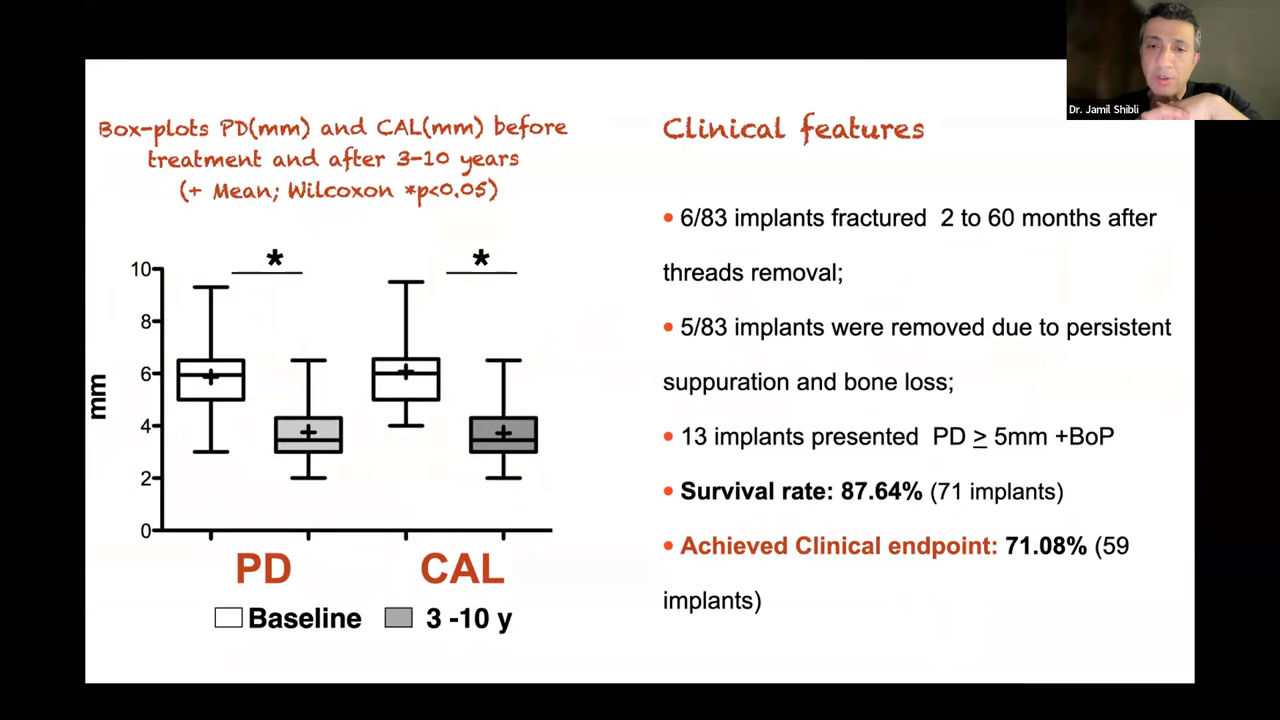 Dr. Jamil Shibli
Box-plots PD(mm) and CAL(mm) before
treatment and after 3-10 years
(+ Mean; Wilcoxon *p<0.05)
* *
10
8
6
4
2
0
mm
PD CAL
Baseline 3 -10 y
Clinical features
• 6/83 implants fractured 2 to 60 months after
threads removal;
• 5/83 implants were removed due to persistent
suppuration and bone loss;
• 13 implants presented PD ≥ 5mm +BoP
• Survival rate: 87.64% (71 implants)
• Achieved Clinical endpoint: 71.08% (59
implants)